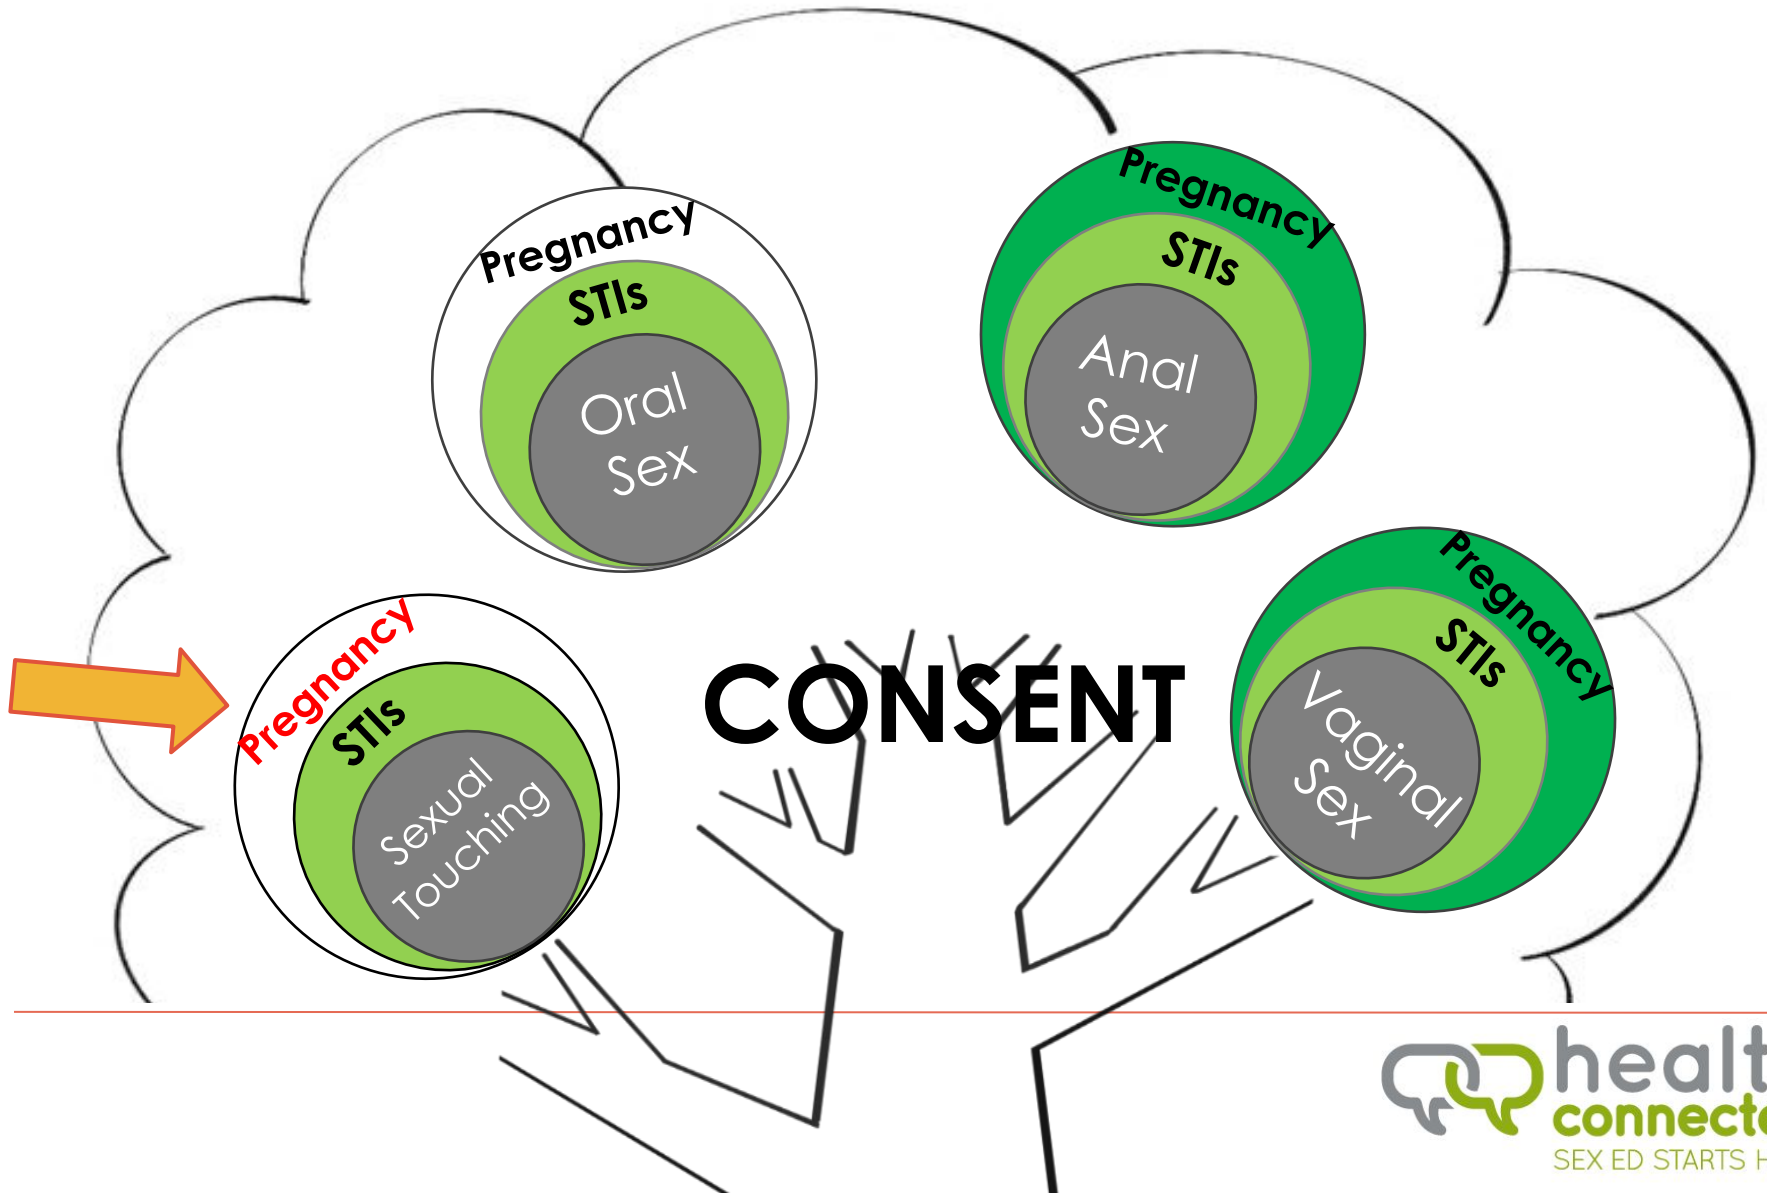 Pregnancy
STIs
Oral
Sex
Pregnancy
STIs
Anal
Sex
Pregnancy
STIs
Sexual
Touching
CONSENT
Pregnancy
STIs
Vaginal
Sex
healt
connecte
SEX ED STARTS H